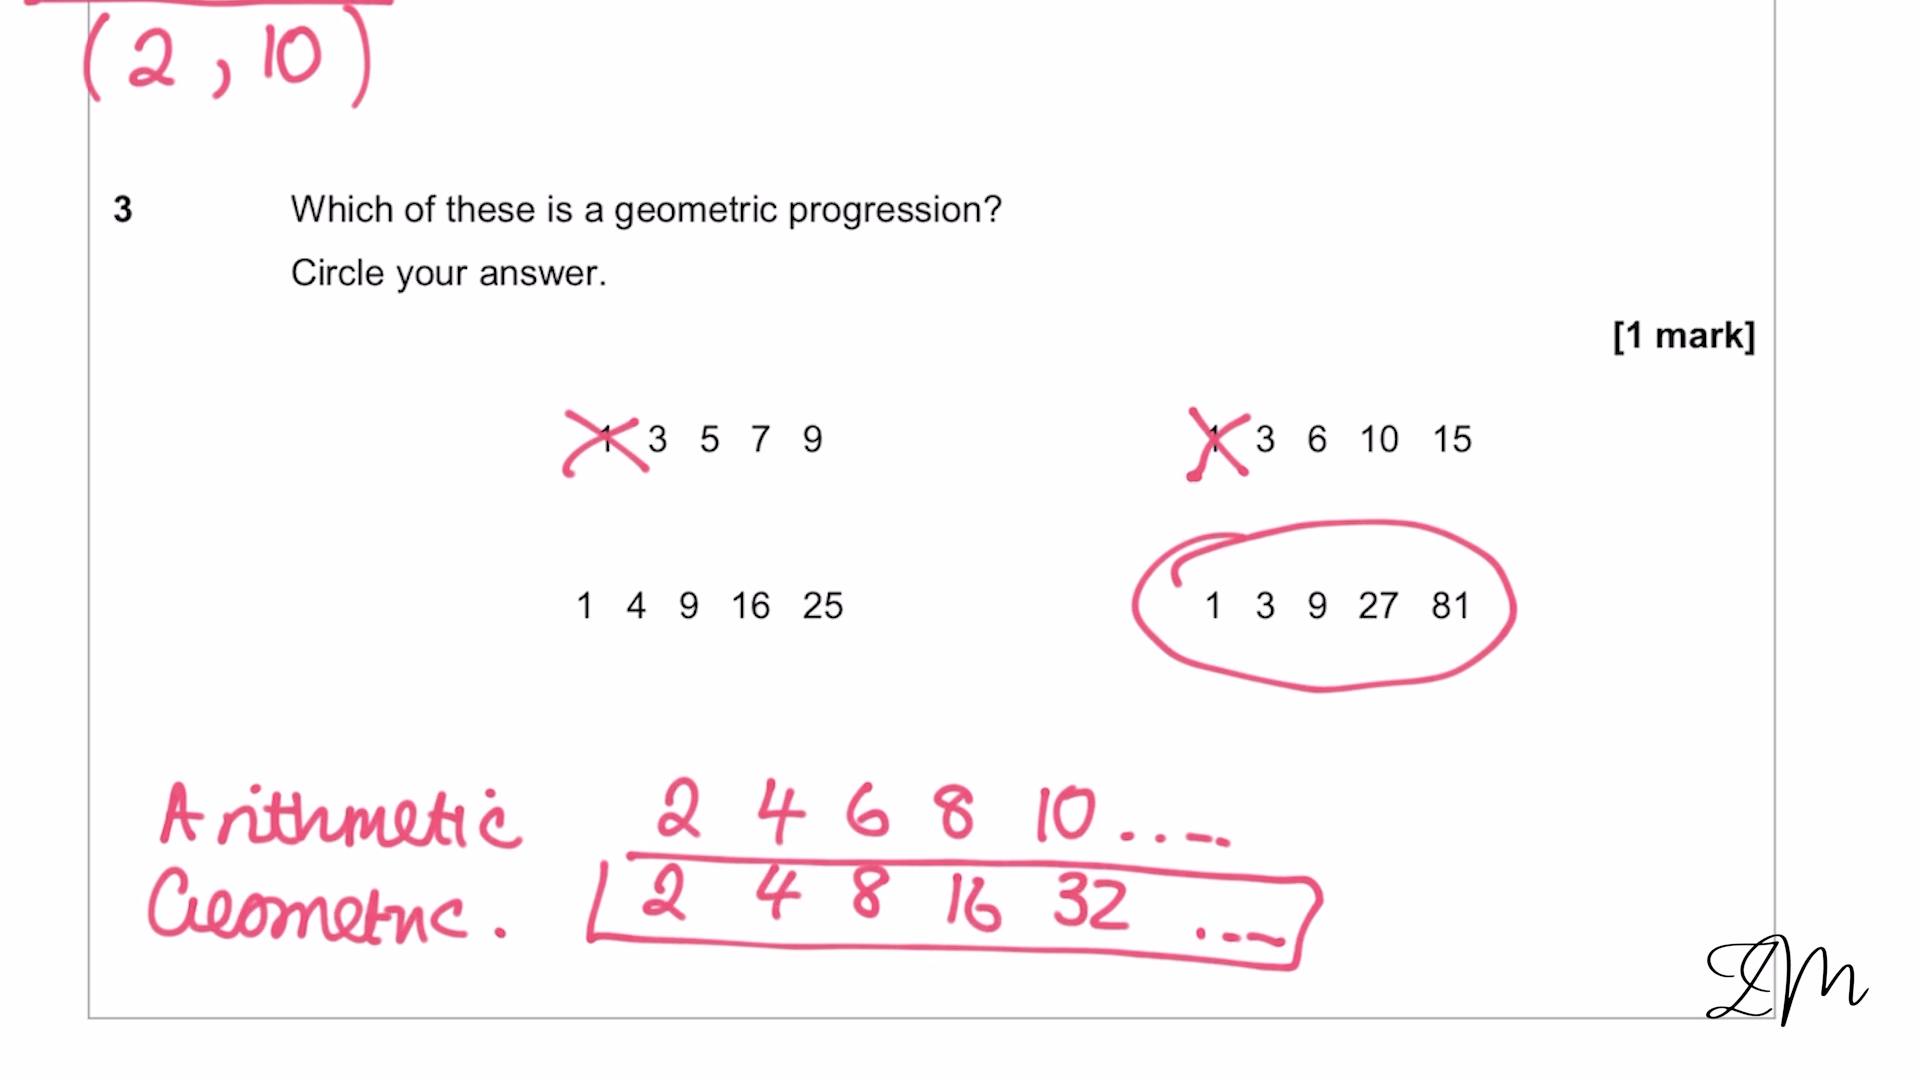 (2, 10)
3 Which of these is a geometric progression?
Circle your answer.
[1 mark]
1 3 5 7 9
1 3 6 10 15
1 4 9 16 25
1 3 9 27 81
Arithmetic 2 4 6 8 10 ....
Geometric. 2 4 8 16 32 ...
LM